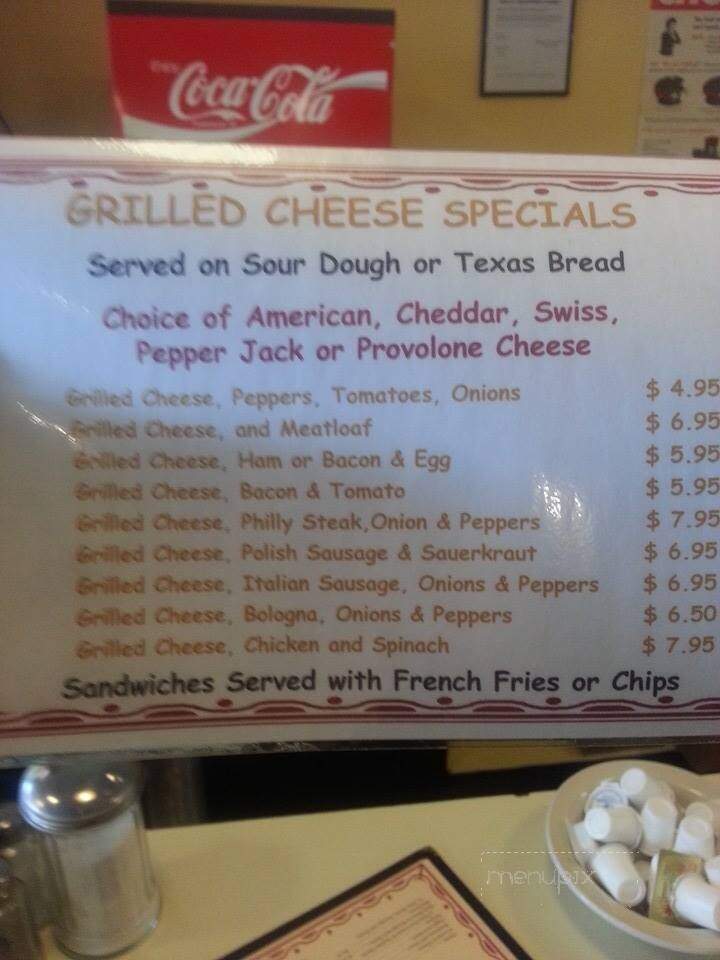 Coca-Cola
GRILLED CHEESE SPECIALS
Served on Sour Dough or Texas Bread
Choice of American, Cheddar, Swiss,
Pepper Jack or Provolone Cheese
Grilled Cheese, Peppers, Tomatoes, Onions $ 4.95
Grilled Cheese, and Meatloaf $ 6.95
Grilled Cheese, Ham or Bacon & Egg $ 5.95
Grilled Cheese, Bacon & Tomato $ 5.95
Grilled Cheese, Philly Steak,Onion & Peppers $ 7.95
Grilled Cheese, Polish Sausage & Sauerkraut $ 6.95
Grilled Cheese, Italian Sausage, Onions & Peppers $ 6.95
Grilled Cheese, Bologna, Onions & Peppers $ 6.50
Grilled Cheese, Chicken and Spinach $ 7.95
Sandwiches Served with French Fries or Chips
menupix